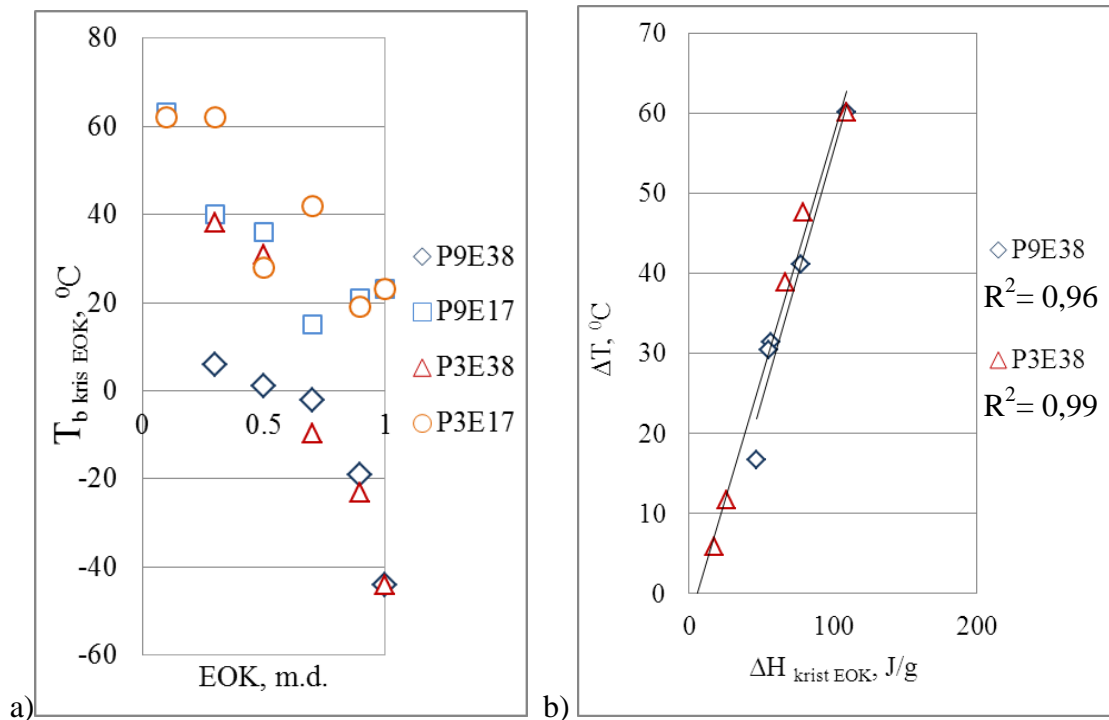 80
60
40
20
0
-20
-40
-60
0
0.5
1
T b kris EOK, ⁰C
EOK, m.d.
P9E38
P9E17
P3E38
P3E17
a)
70
60
50
40
30
20
10
0
0
100
200
ΔT, ⁰C
ΔH krist EOK, J/g
P9E38
R²= 0,96
P3E38
R²= 0,99
b)